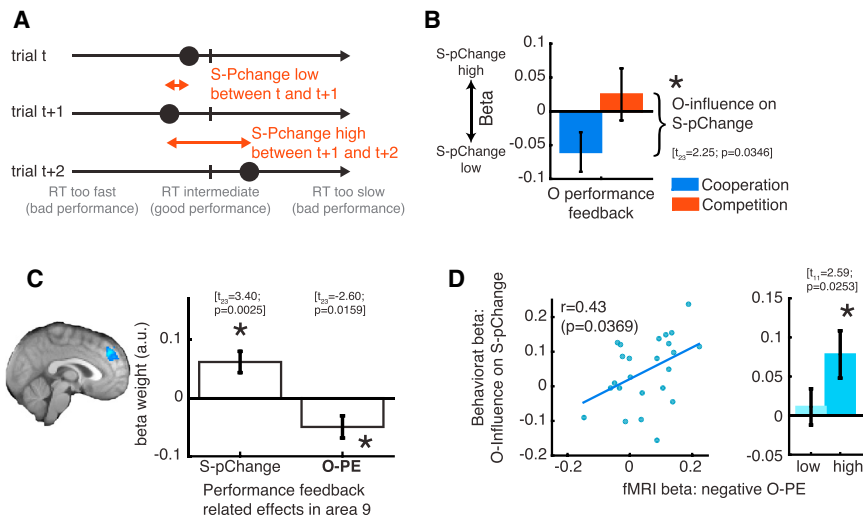 A
trial t
S-Pchange low
between t and t+1
trial t+1
S-Pchange high
between t+1 and t+2
trial t+2
RT too fast
(bad performance)
RT intermediate
(good performance)
RT too slow
(bad performance)
B
S-pChange
high
Beta
S-pChange
low
0.1
0.05
0
-0.05
-0.1
*
O-influence on
S-pChange
[t23=2.25; p=0.0346]
O performance
feedback
Cooperation
Competition
C
[t23=3.40;
p=0.0025]
[t23=-2.60;
p=0.0159]
*
*
beta weight (a.u.)
0.1
0
-0.1
S-pChange
O-PE
Performance feedback
related effects in area 9
D
Behaviorat beta:
O-Influence on S-pChange
0.2
0.1
0
-0.1
-0.2
r=0.43
(p=0.0369)
-0.2
0
0.2
[t11=2.59;
p=0.0253]
*
0.15
0.1
0.05
0
-0.05
low
high
fMRI beta: negative O-PE